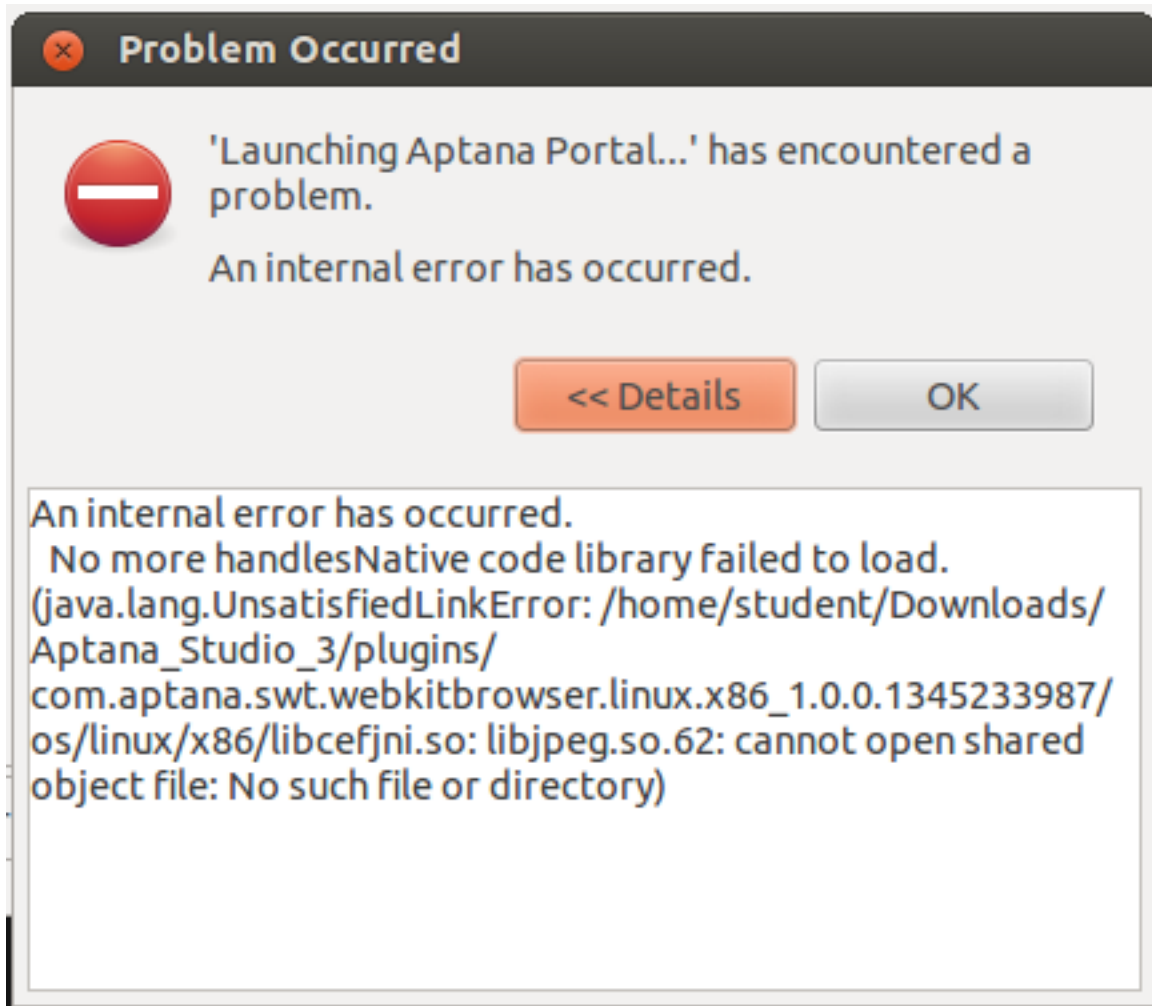 Problem Occurred
'Launching Aptana Portal...' has encountered a
problem.
An internal error has occurred.
<< Details
OK
An internal error has occurred.
No more handlesNative code library failed to load.
(java.lang.UnsatisfiedLinkError: /home/student/Downloads/
Aptana_Studio_3/plugins/
com.aptana.swt.webkitbrowser.linux.x86_1.0.0.1345233987/
os/linux/x86/libcefjni.so: libjpeg.so.62: cannot open shared
object file: No such file or directory)